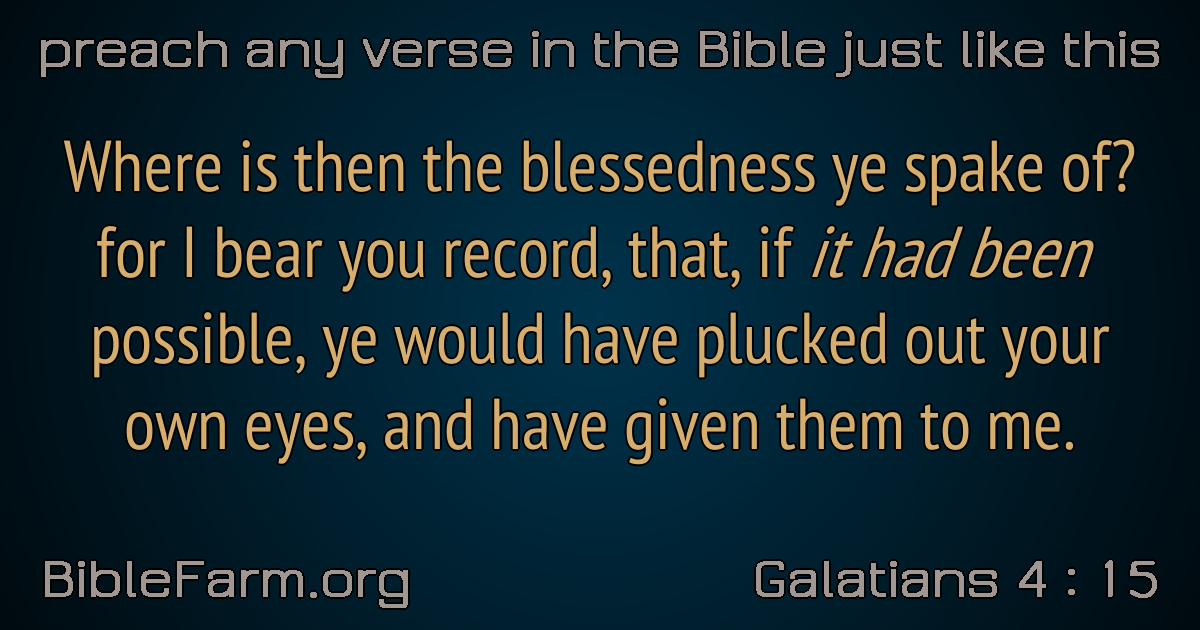 preach any verse in the Bible just like this
Where is then the blessedness ye spake of?
for I bear you record, that, if it had been
possible, ye would have plucked out your
own eyes, and have given them to me.
BibleFarm.org
Galatians 4 : 15